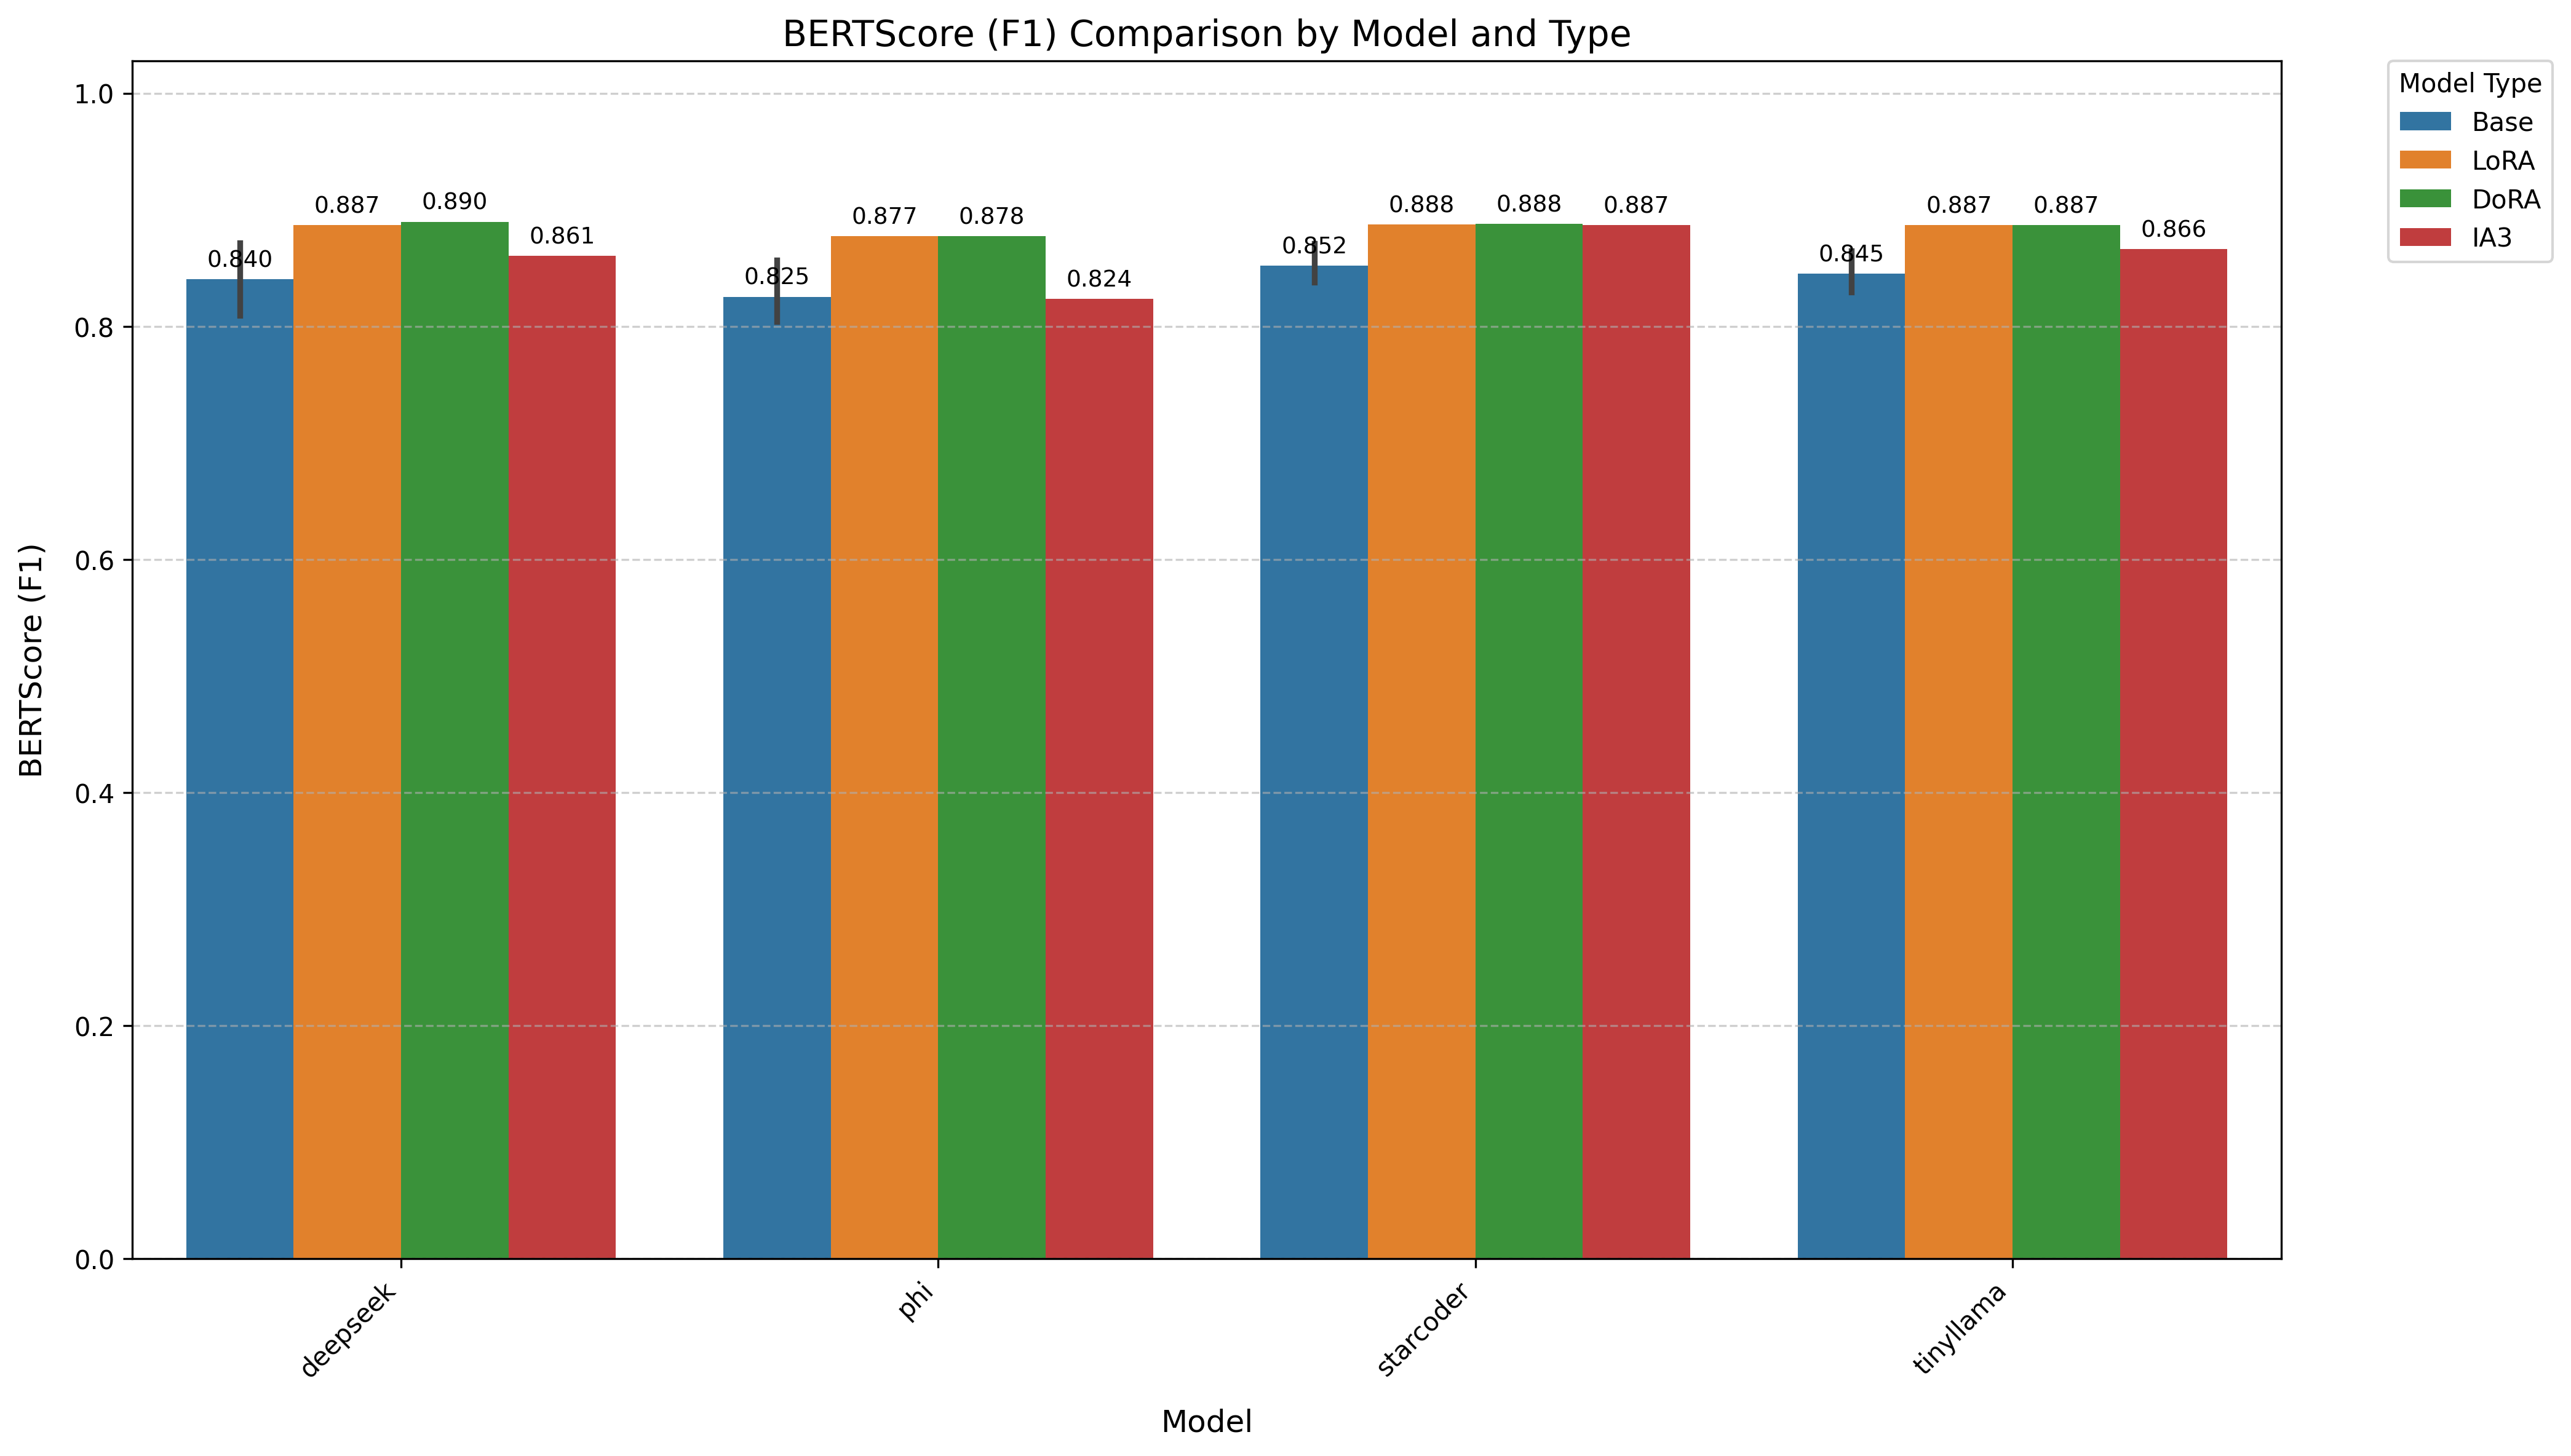 BERTScore (F1) Comparison by Model and Type
Model Type
Base
LoRA
DoRA
IA3
BERTScore (F1)
1.0
0.8
0.6
0.4
0.2
0.0
0.840
0.887
0.890
0.861
0.825
0.877
0.878
0.824
0.852
0.888
0.888
0.887
0.845
0.887
0.887
0.866
deepseek
phi
starcoder
tinyllama
Model